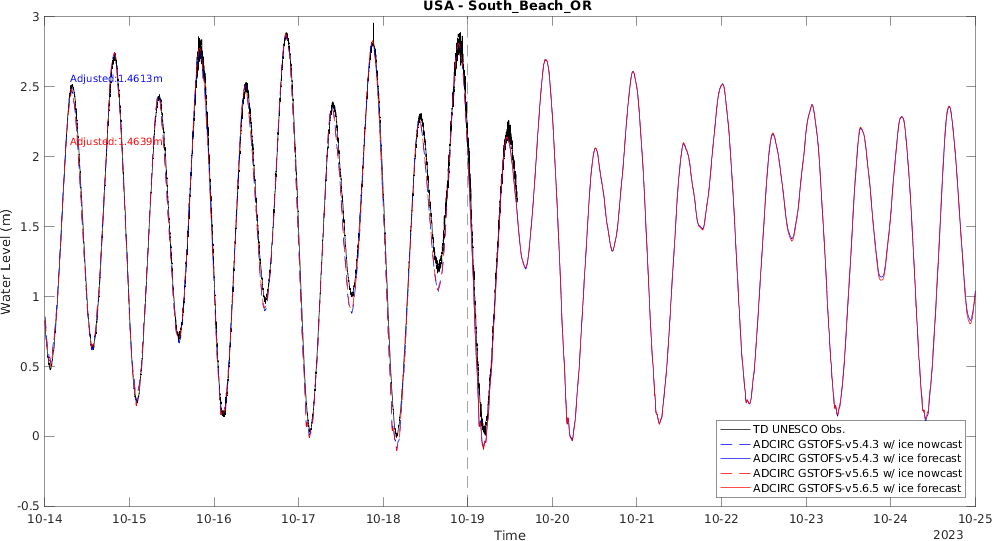 USA - South_Beach_OR
Water Level (m)
3
2.5
2
1.5
1
0.5
0
-0.5
Adjusted:1.4613m
Adjusted:1.4639m
TD UNESCO Obs.
ADCIRC GSTOFS-v5.4.3 w/ ice nowcast
ADCIRC GSTOFS-v5.4.3 w/ ice forecast
ADCIRC GSTOFS-v5.6.5 w/ ice nowcast
ADCIRC GSTOFS-v5.6.5 w/ ice forecast
10-14 10-15 10-16 10-17 10-18 10-19 10-20 10-21 10-22 10-23 10-24 10-25
Time
2023